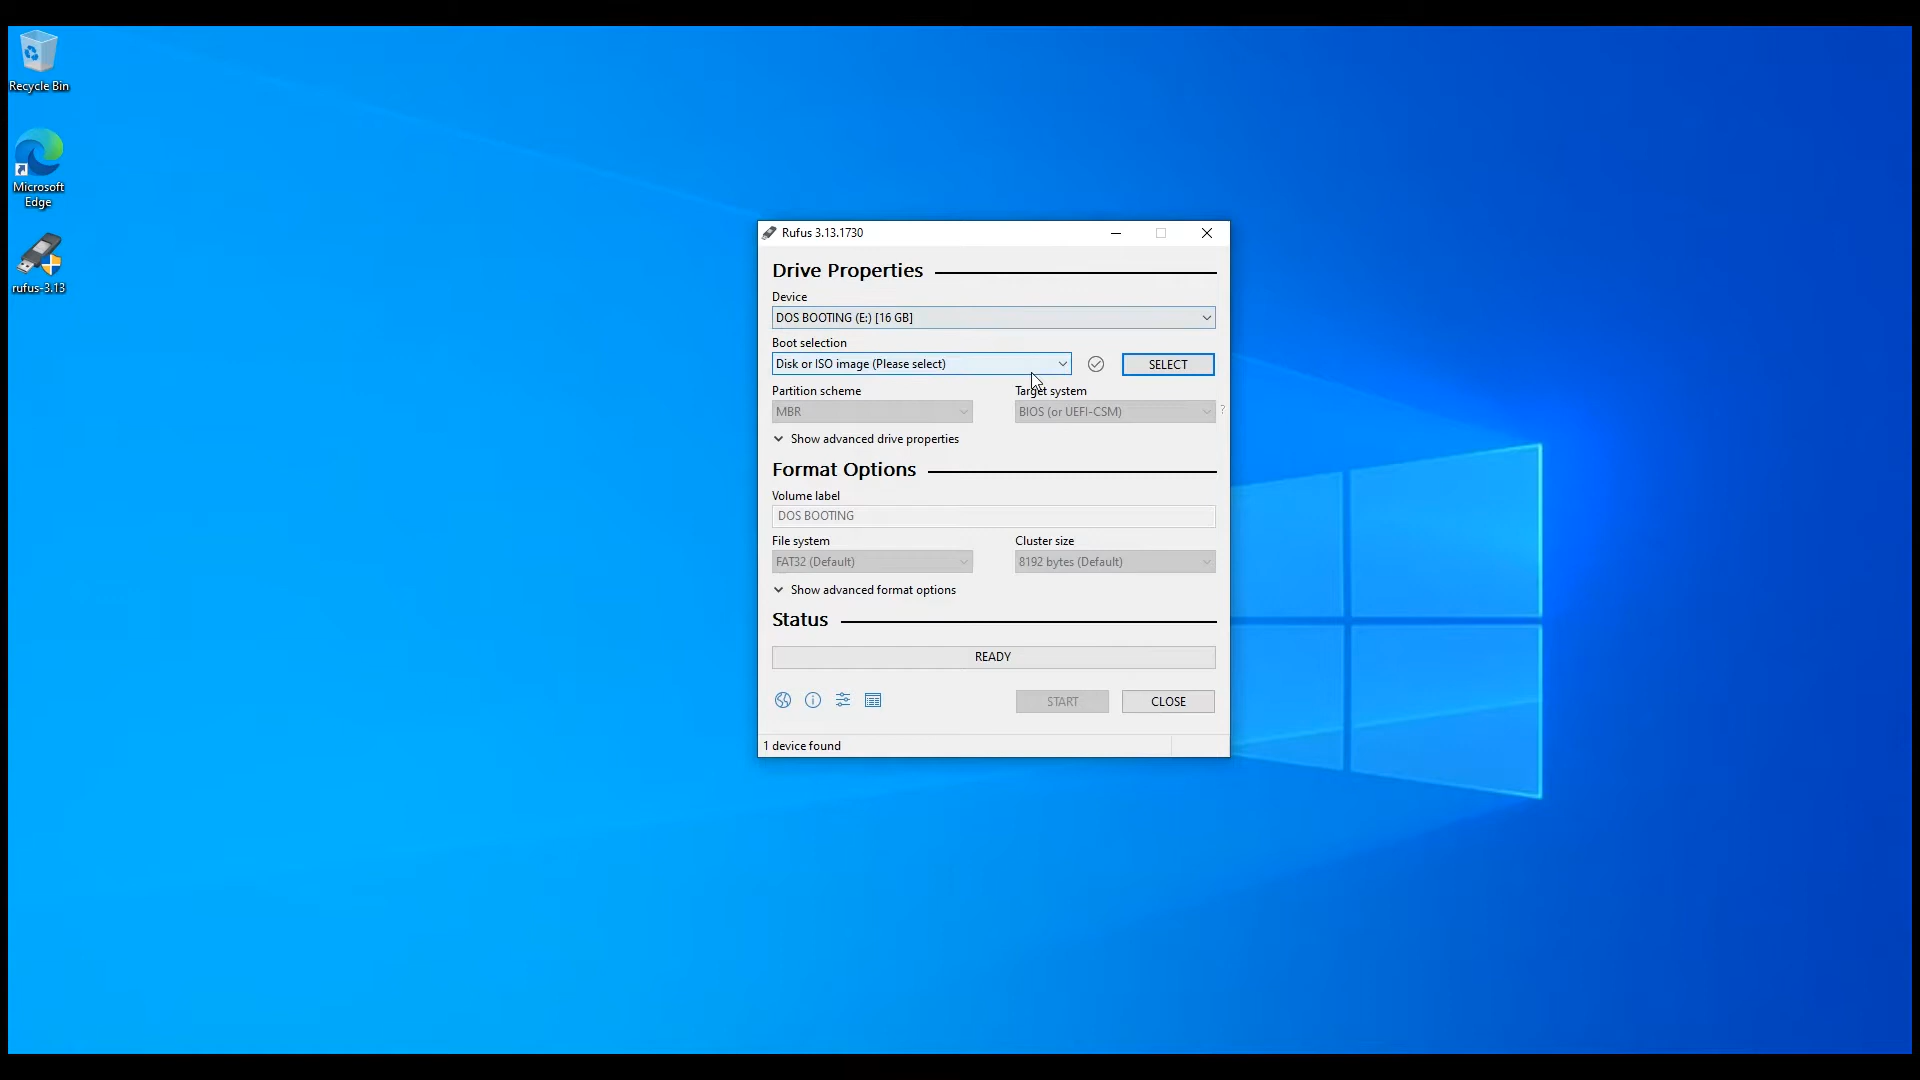 Recycle Bin
Microsoft
Edge
rufus-3.13
Rufus 3.13.1730
Drive Properties
Device
DOS BOOTING (E:) [16 GB]
Boot selection
Disk or ISO image (Please select)
SELECT
Partition scheme
Target system
MBR
BIOS (or UEFI-CSM)
?
Show advanced drive properties
Format Options
Volume label
DOS BOOTING
File system
Cluster size
FAT32 (Default)
8192 bytes (Default)
Show advanced format options
Status
READY
START
CLOSE
1 device found